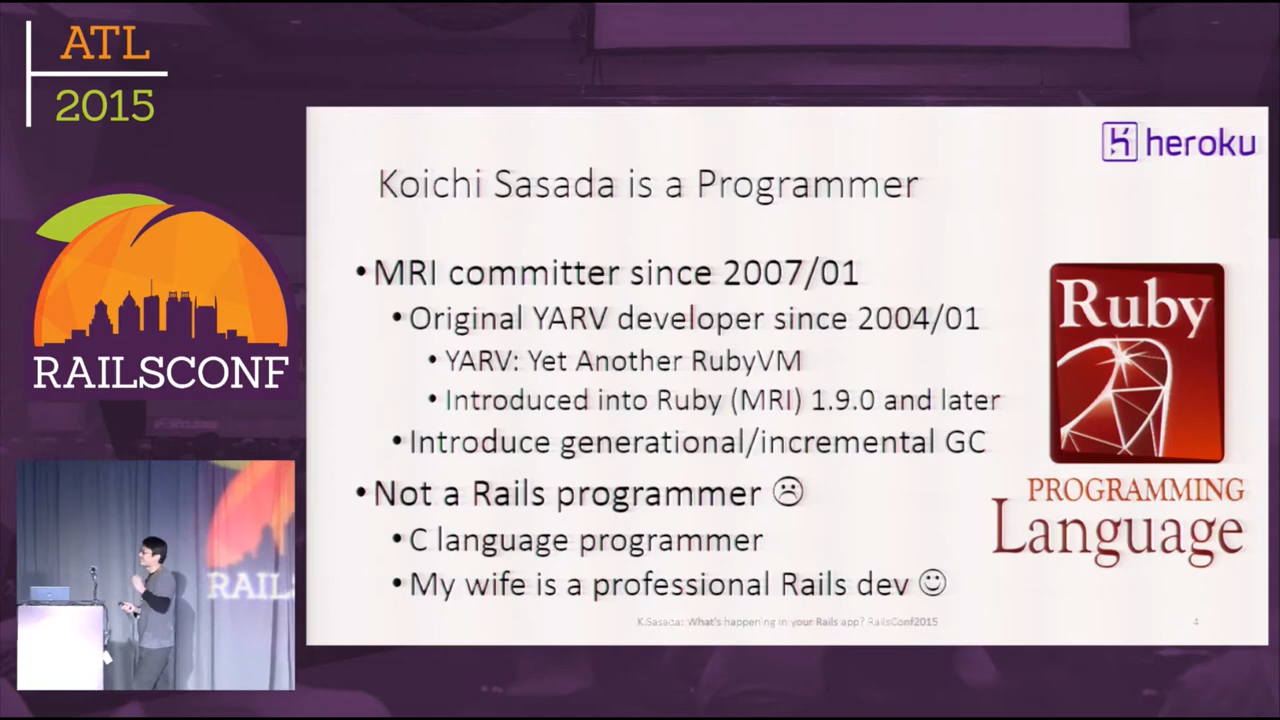 ATL
2015
RAILSCONF
heroku
Koichi Sasada is a Programmer
•MRI committer since 2007/01
•Original YARV developer since 2004/01
•YARV: Yet Another RubyVM
•Introduced into Ruby (MRI) 1.9.0 and later
•Introduce generational/incremental GC
•Not a Rails programmer ☹
•C language programmer
•My wife is a professional Rails dev ☺
Ruby
PROGRAMMING
Language
K.Sasada: What's happening in your Rails app? RailsConf2015
4
RAIL